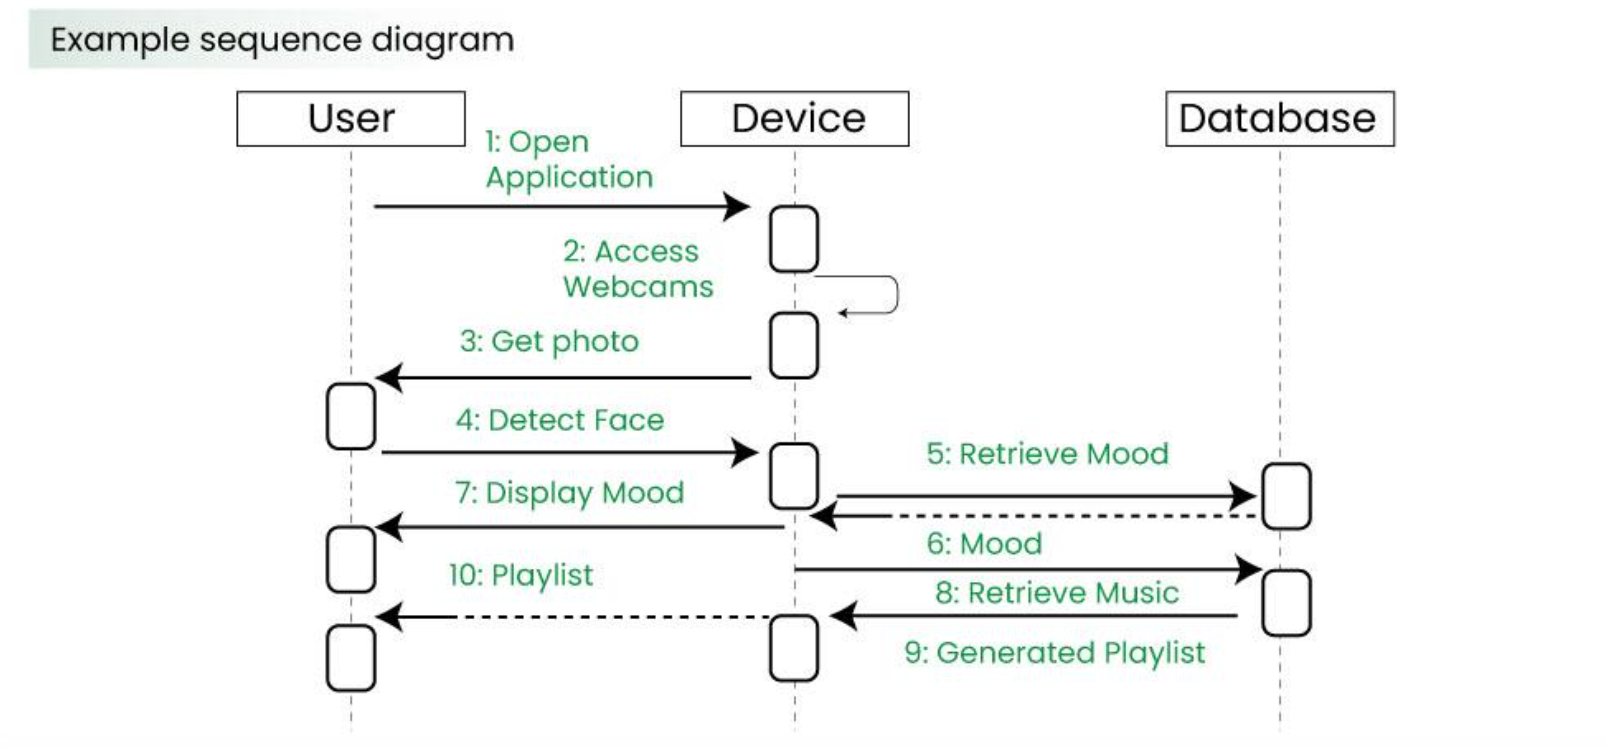 Example sequence diagram
User
Device
Database
1: Open
Application
2: Access
Webcams
3: Get photo
4: Detect Face
5: Retrieve Mood
7: Display Mood
6: Mood
10: Playlist
8: Retrieve Music
9: Generated Playlist